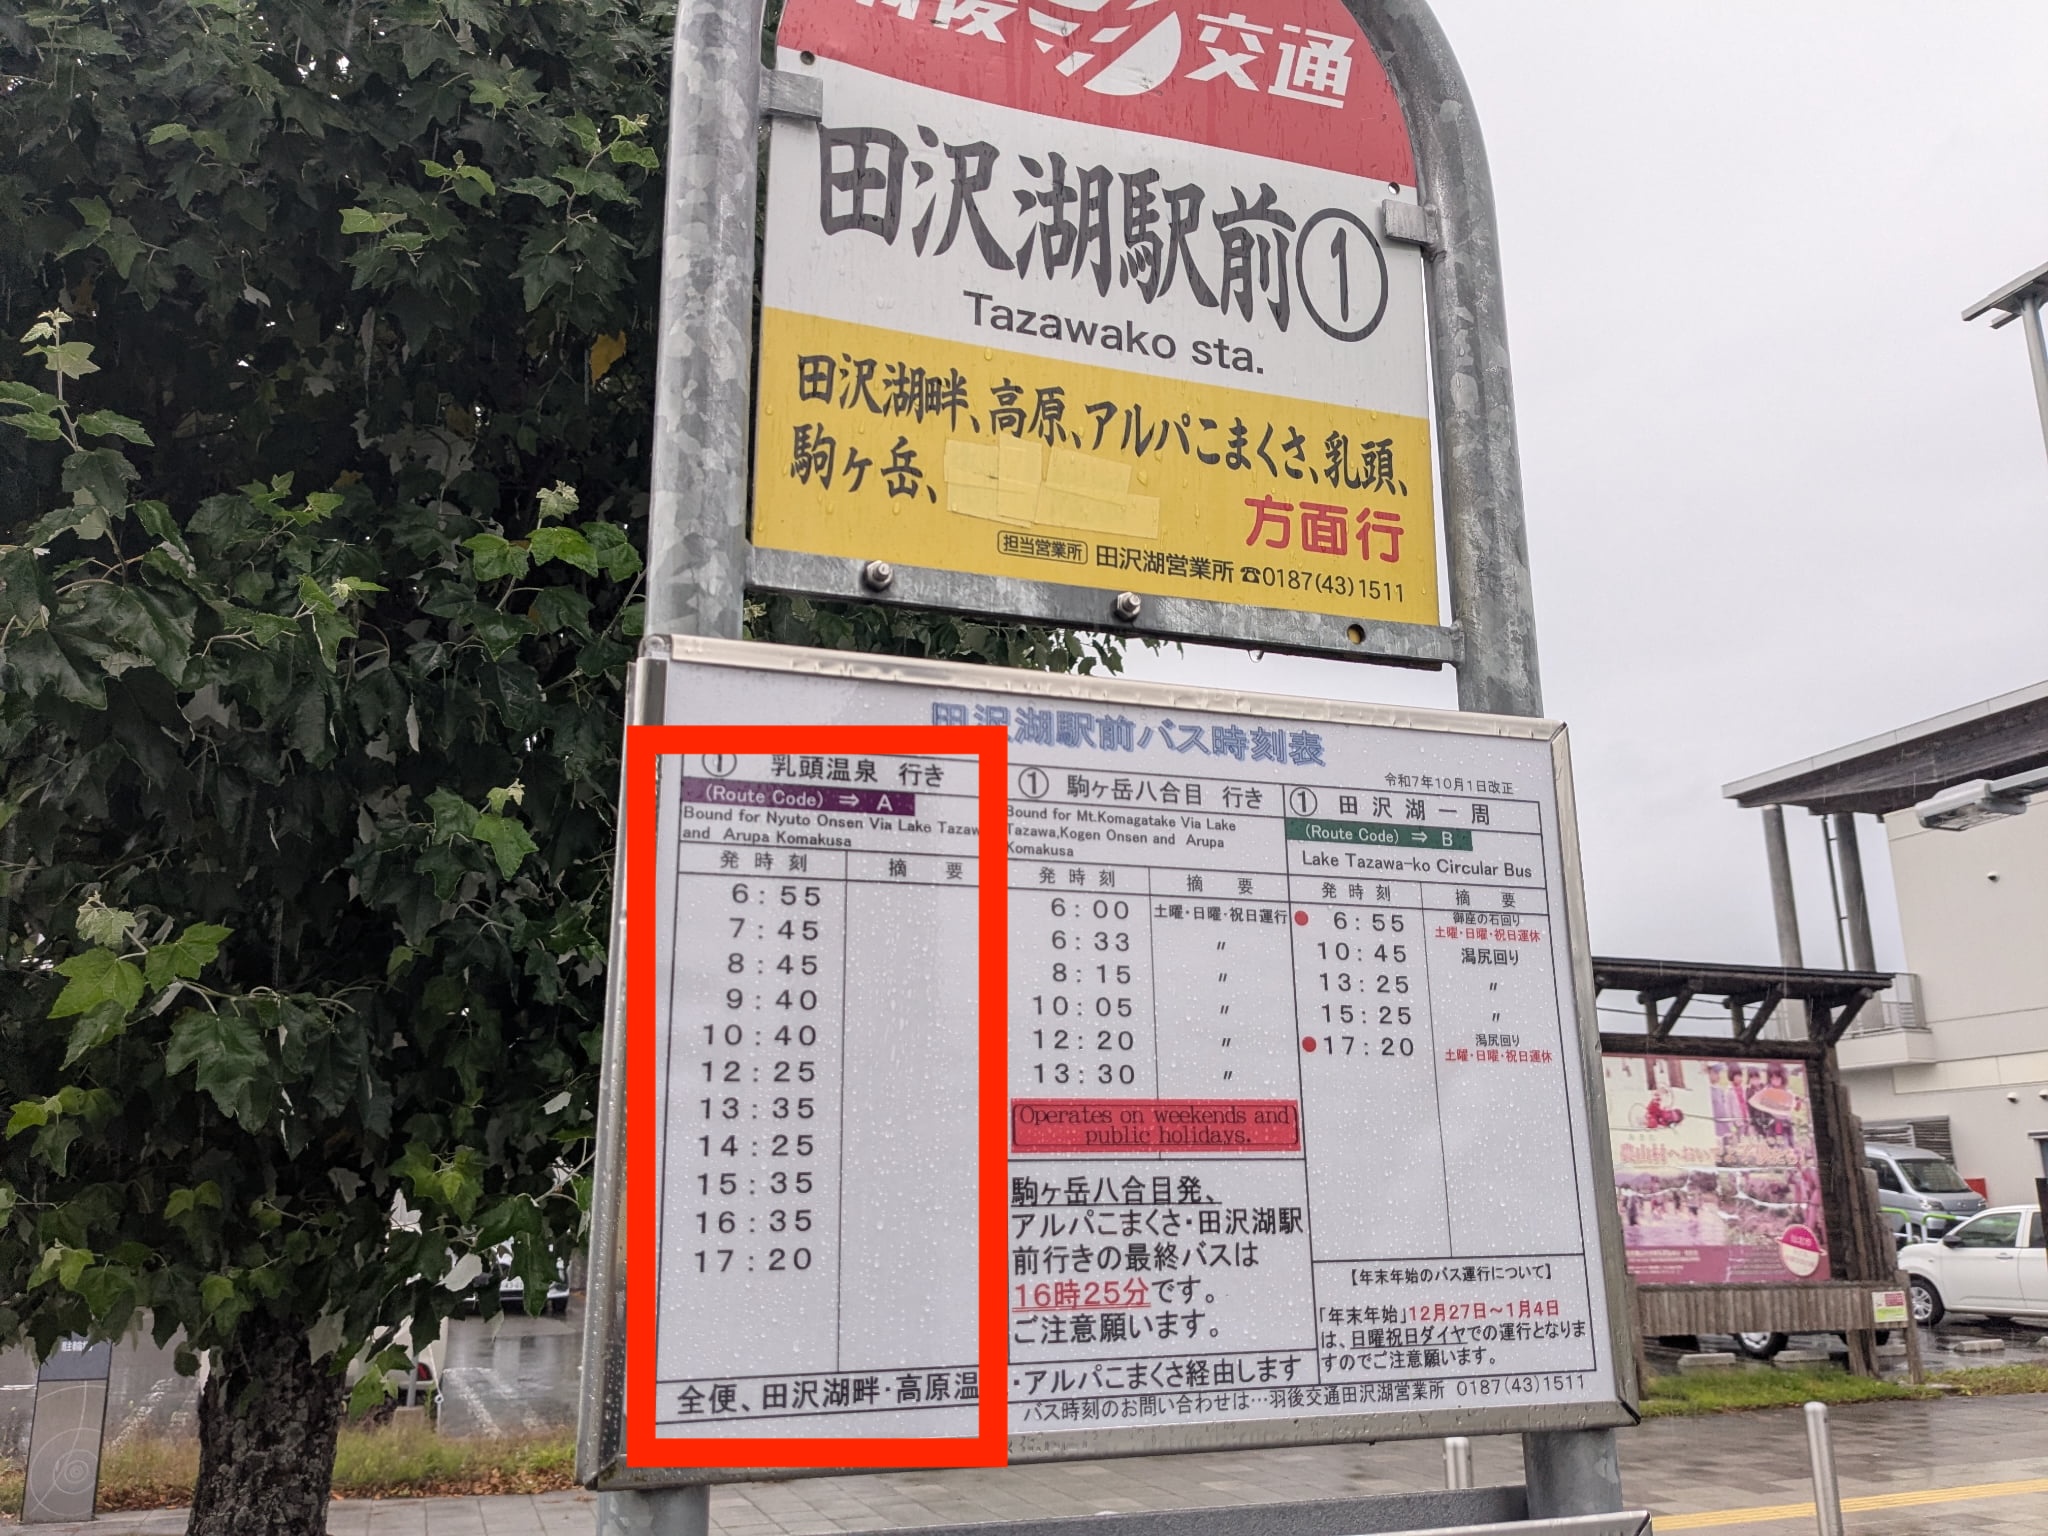 交通
田沢湖駅前①
Tazawako sta.
田沢湖畔、高原、アルパこまくさ、乳頭、
駒ヶ岳、
方面行
担当営業所 田沢湖営業所 ☎0187(43)1511
田沢湖駅前バス時刻表
令和7年10月1日改正
① 乳頭温泉 行き
(Route Code) ⇒ A
Bound for Nyuto Onsen Via Lake Tazaw
and Arupa Komakusa
発時刻 摘要
6:55
7:45
8:45
9:40
10:40
12:25
13:35
14:25
15:35
16:35
17:20
① 駒ヶ岳八合目 行き
Bound for Mt.Komagatake Via Lake
Tazawa,Kogen Onsen and Arupa
Komakusa
発時刻 摘要
6:00 土曜・日曜・祝日運行
6:33 〃
8:15 〃
10:05 〃
12:20 〃
13:30 〃
Operates on weekends and
public holidays.
駒ヶ岳八合目発、
アルパこまくさ・田沢湖駅
前行きの最終バスは
16時25分です。
ご注意願います。
① 田沢湖一周
(Route Code) ⇒ B
Lake Tazawa-ko Circular Bus
発時刻 摘要
● 6:55 御座の石回り
土曜・日曜・祝日運休
10:45 潟尻回り
13:25 〃
15:25 〃
● 17:20 潟尻回り
土曜・日曜・祝日運休
【年末年始のバス運行について】
「年末年始」12月27日~1月4日
は、日曜祝日ダイヤでの運行となりま
すのでご注意願います。
全便、田沢湖畔・高原温 ・アルパこまくさ経由します
バス時刻のお問い合わせは…羽後交通田沢湖営業所 0187(43)1511